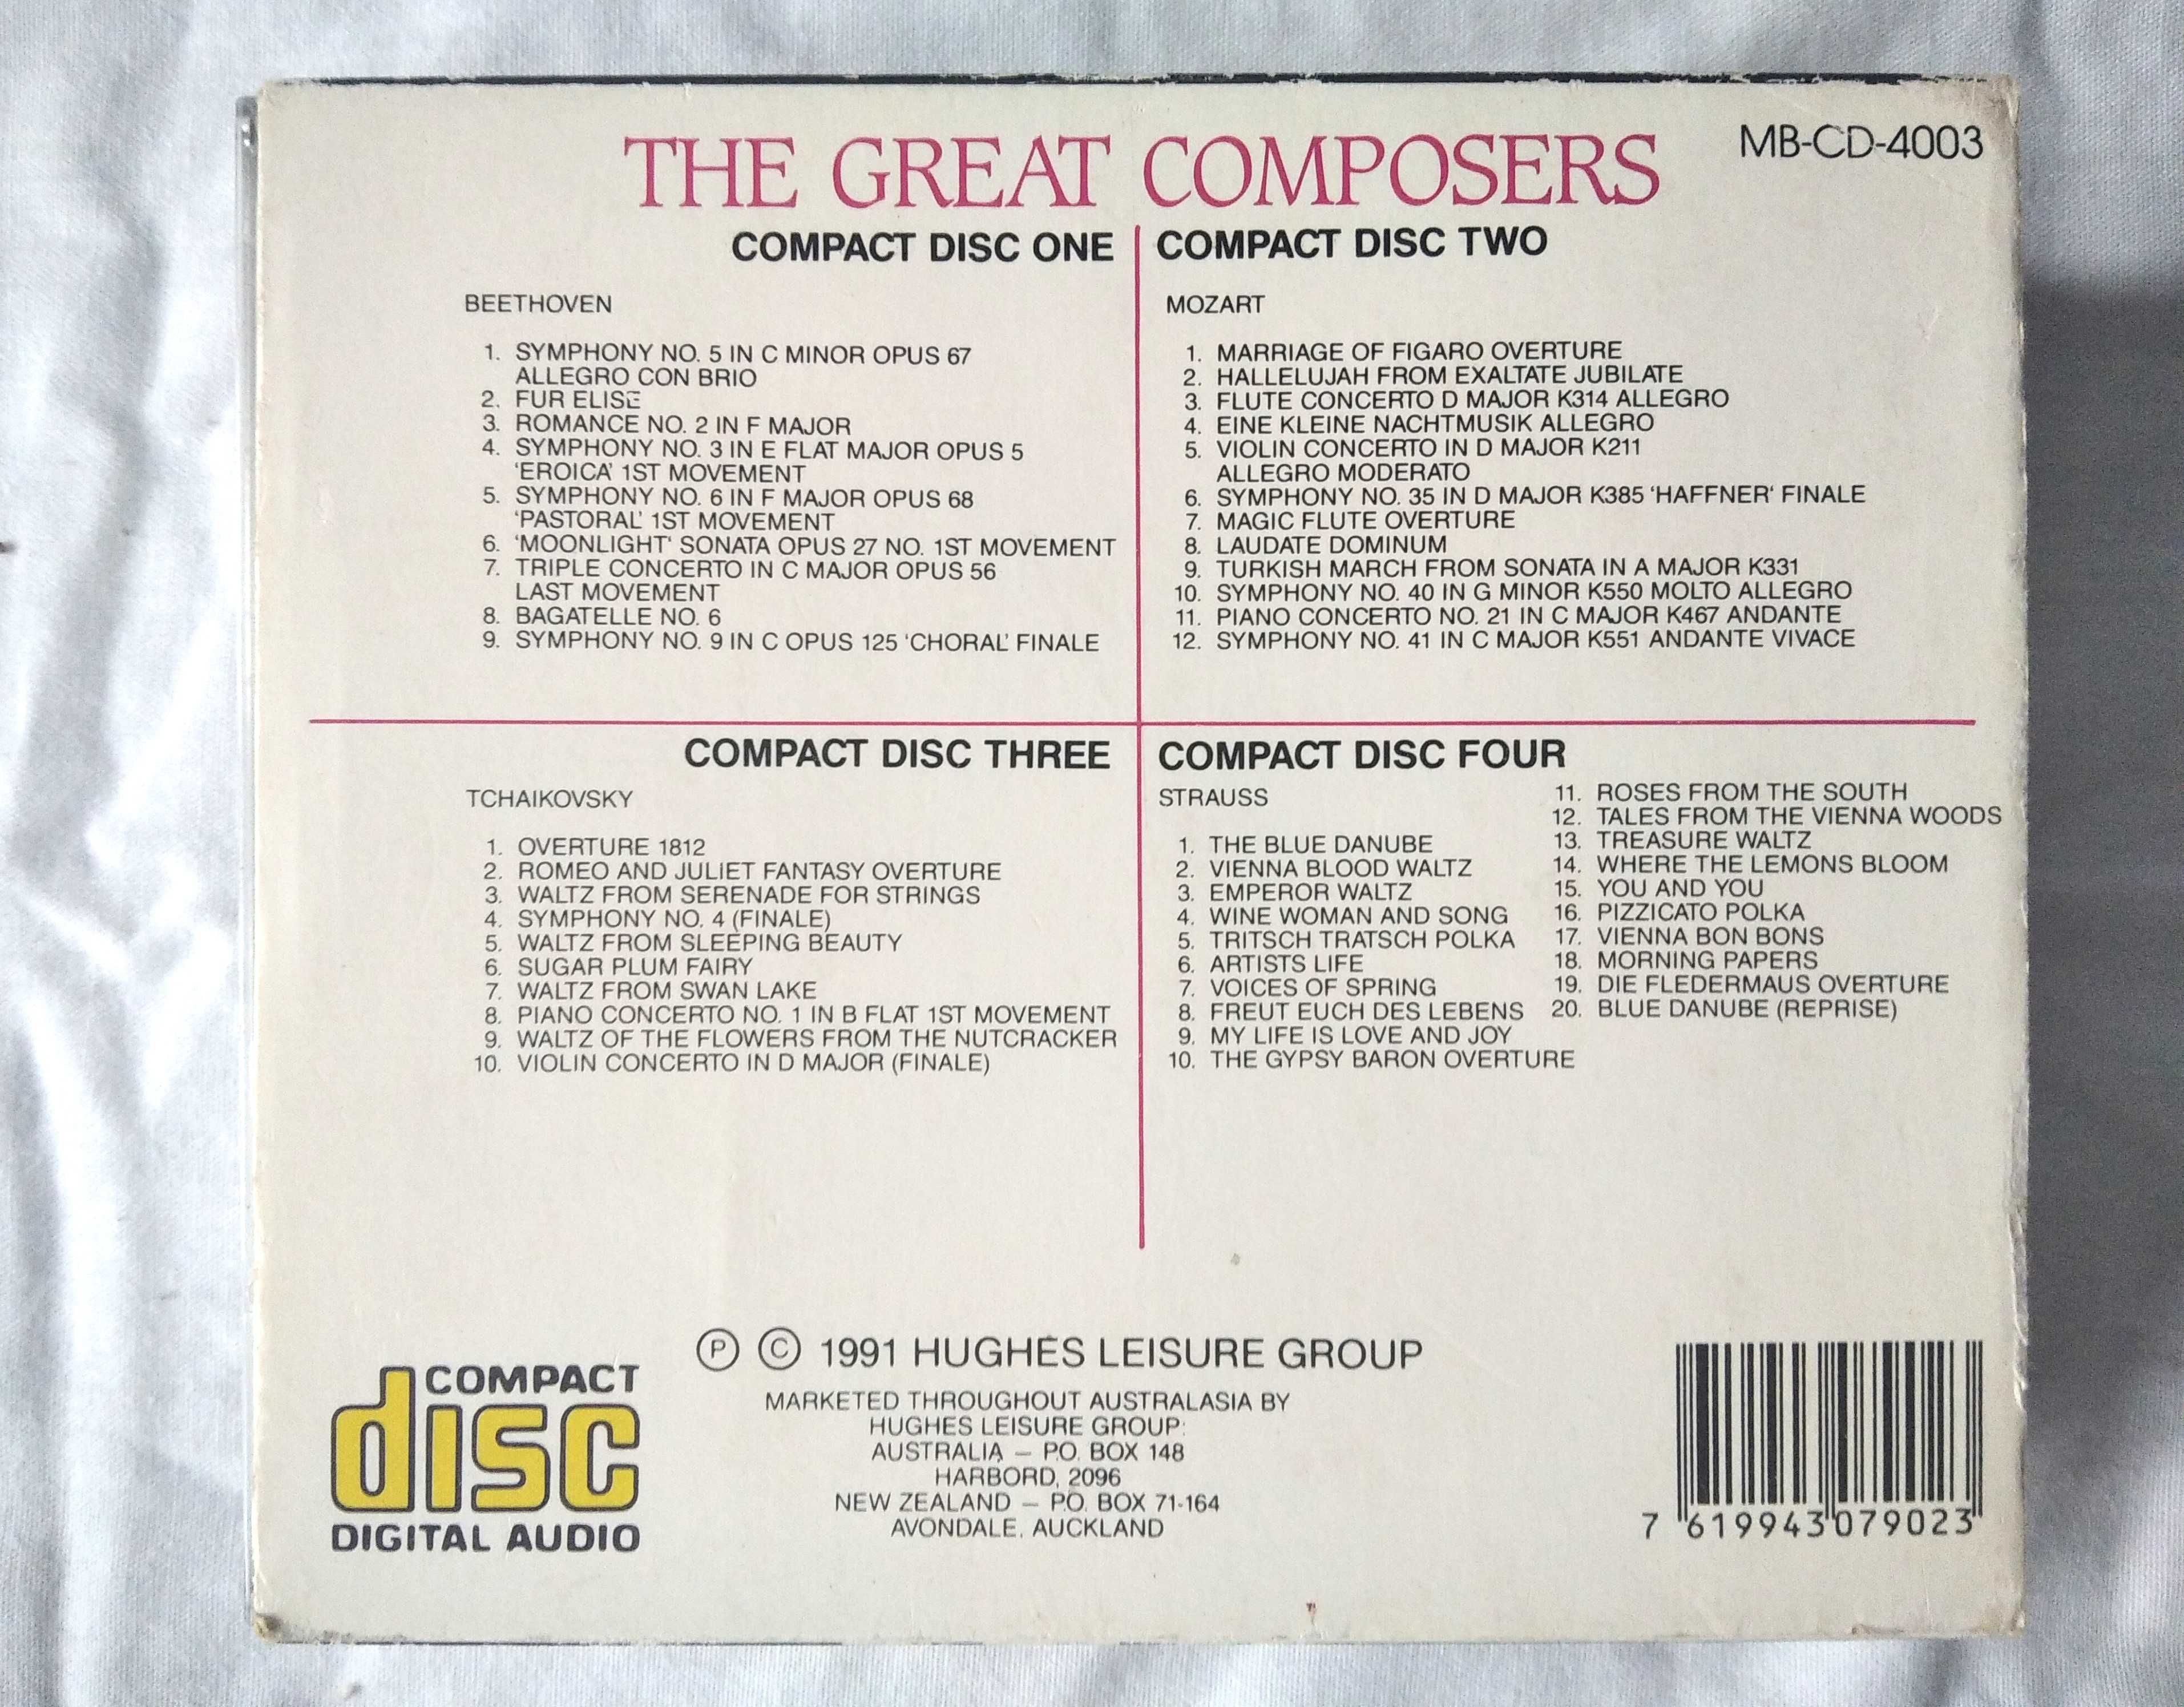 THE GREAT COMPOSERS
MB-CD-4003
COMPACT DISC ONE
BEETHOVEN
1. SYMPHONY NO. 5 IN C MINOR OPUS 67
ALLEGRO CON BRIO
2. FUR ELISE
3. ROMANCE NO. 2 IN F MAJOR
4. SYMPHONY NO. 3 IN E FLAT MAJOR OPUS 5
'EROICA' 1ST MOVEMENT
5. SYMPHONY NO. 6 IN F MAJOR OPUS 68
'PASTORAL' 1ST MOVEMENT
6. 'MOONLIGHT' SONATA OPUS 27 NO. 1ST MOVEMENT
7. TRIPLE CONCERTO IN C MAJOR OPUS 56
LAST MOVEMENT
8. BAGATELLE NO. 6
9. SYMPHONY NO. 9 IN C OPUS 125 'CHORAL' FINALE
COMPACT DISC TWO
MOZART
1. MARRIAGE OF FIGARO OVERTURE
2. HALLELUJAH FROM EXALTATE JUBILATE
3. FLUTE CONCERTO D MAJOR K314 ALLEGRO
4. EINE KLEINE NACHTMUSIK ALLEGRO
5. VIOLIN CONCERTO IN D MAJOR K211
ALLEGRO MODERATO
6. SYMPHONY NO. 35 IN D MAJOR K385 'HAFFNER' FINALE
7. MAGIC FLUTE OVERTURE
8. LAUDATE DOMINUM
9. TURKISH MARCH FROM SONATA IN A MAJOR K331
10. SYMPHONY NO. 40 IN G MINOR K550 MOLTO ALLEGRO
11. PIANO CONCERTO NO. 21 IN C MAJOR K467 ANDANTE
12. SYMPHONY NO. 41 IN C MAJOR K551 ANDANTE VIVACE
COMPACT DISC THREE
TCHAIKOVSKY
1. OVERTURE 1812
2. ROMEO AND JULIET FANTASY OVERTURE
3. WALTZ FROM SERENADE FOR STRINGS
4. SYMPHONY NO. 4 (FINALE)
5. WALTZ FROM SLEEPING BEAUTY
6. SUGAR PLUM FAIRY
7. WALTZ FROM SWAN LAKE
8. PIANO CONCERTO NO. 1 IN B FLAT 1ST MOVEMENT
9. WALTZ OF THE FLOWERS FROM THE NUTCRACKER
10. VIOLIN CONCERTO IN D MAJOR (FINALE)
COMPACT DISC FOUR
STRAUSS
1. THE BLUE DANUBE
2. VIENNA BLOOD WALTZ
3. EMPEROR WALTZ
4. WINE WOMAN AND SONG
5. TRITSCH TRATSCH POLKA
6. ARTISTS LIFE
7. VOICES OF SPRING
8. FREUT EUCH DES LEBENS
9. MY LIFE IS LOVE AND JOY
10. THE GYPSY BARON OVERTURE
11. ROSES FROM THE SOUTH
12. TALES FROM THE VIENNA WOODS
13. TREASURE WALTZ
14. WHERE THE LEMONS BLOOM
15. YOU AND YOU
16. PIZZICATO POLKA
17. VIENNA BON BONS
18. MORNING PAPERS
19. DIE FLEDERMAUS OVERTURE
20. BLUE DANUBE (REPRISE)
COMPACT
disc
DIGITAL AUDIO
Ⓟ © 1991 HUGHES LEISURE GROUP
MARKETED THROUGHOUT AUSTRALASIA BY
HUGHES LEISURE GROUP:
AUSTRALIA – P.O. BOX 148
HARBORD, 2096
NEW ZEALAND – P.O. BOX 71-164
AVONDALE, AUCKLAND
7 619943 079023